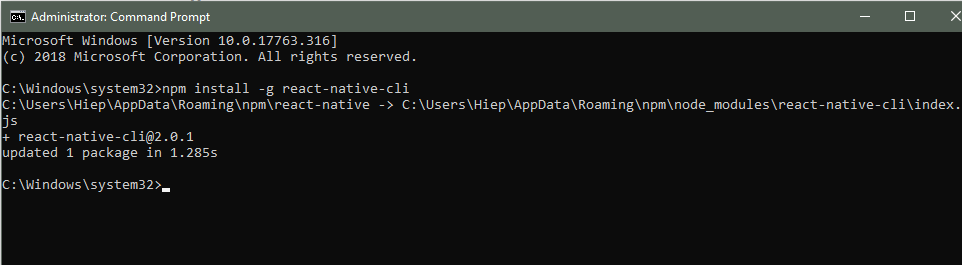 Administrator: Command Prompt
Microsoft Windows [Version 10.0.17763.316]
(c) 2018 Microsoft Corporation. All rights reserved.
C:\Windows\system32>npm install -g react-native-cli
C:\Users\Hiep\AppData\Roaming\npm\react-native -> C:\Users\Hiep\AppData\Roaming\npm\node_modules\react-native-cli\index.
js
+ react-native-cli@2.0.1
updated 1 package in 1.285s
C:\Windows\system32>